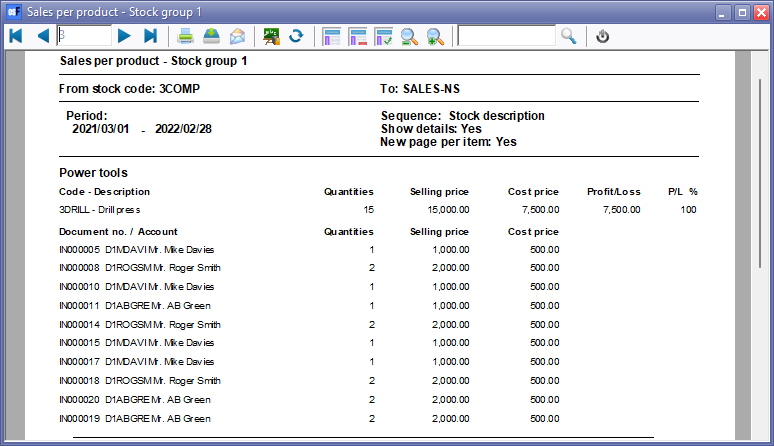 Sales per product - Stock group 1
3
Sales per product - Stock group 1
From stock code: 3COMP To: SALES-NS
Period: Sequence: Stock description
2021/03/01 - 2022/02/28 Show details: Yes
New page per item: Yes
Power tools
Code - Description Quantities Selling price Cost price Profit/Loss P/L %
3DRILL - Drill press 15 15,000.00 7,500.00 7,500.00 100
Document no. / Account Quantities Selling price Cost price
IN000005 D1MDAVI Mr. Mike Davies 1 1,000.00 500.00
IN000008 D1ROGSM Mr. Roger Smith 2 2,000.00 500.00
IN000010 D1MDAVI Mr. Mike Davies 1 1,000.00 500.00
IN000011 D1ABGRE Mr. AB Green 1 1,000.00 500.00
IN000014 D1ROGSM Mr. Roger Smith 2 2,000.00 500.00
IN000015 D1MDAVI Mr. Mike Davies 1 1,000.00 500.00
IN000017 D1MDAVI Mr. Mike Davies 1 1,000.00 500.00
IN000018 D1ROGSM Mr. Roger Smith 2 2,000.00 500.00
IN000020 D1ABGRE Mr. AB Green 2 2,000.00 500.00
IN000019 D1ABGRE Mr. AB Green 2 2,000.00 500.00